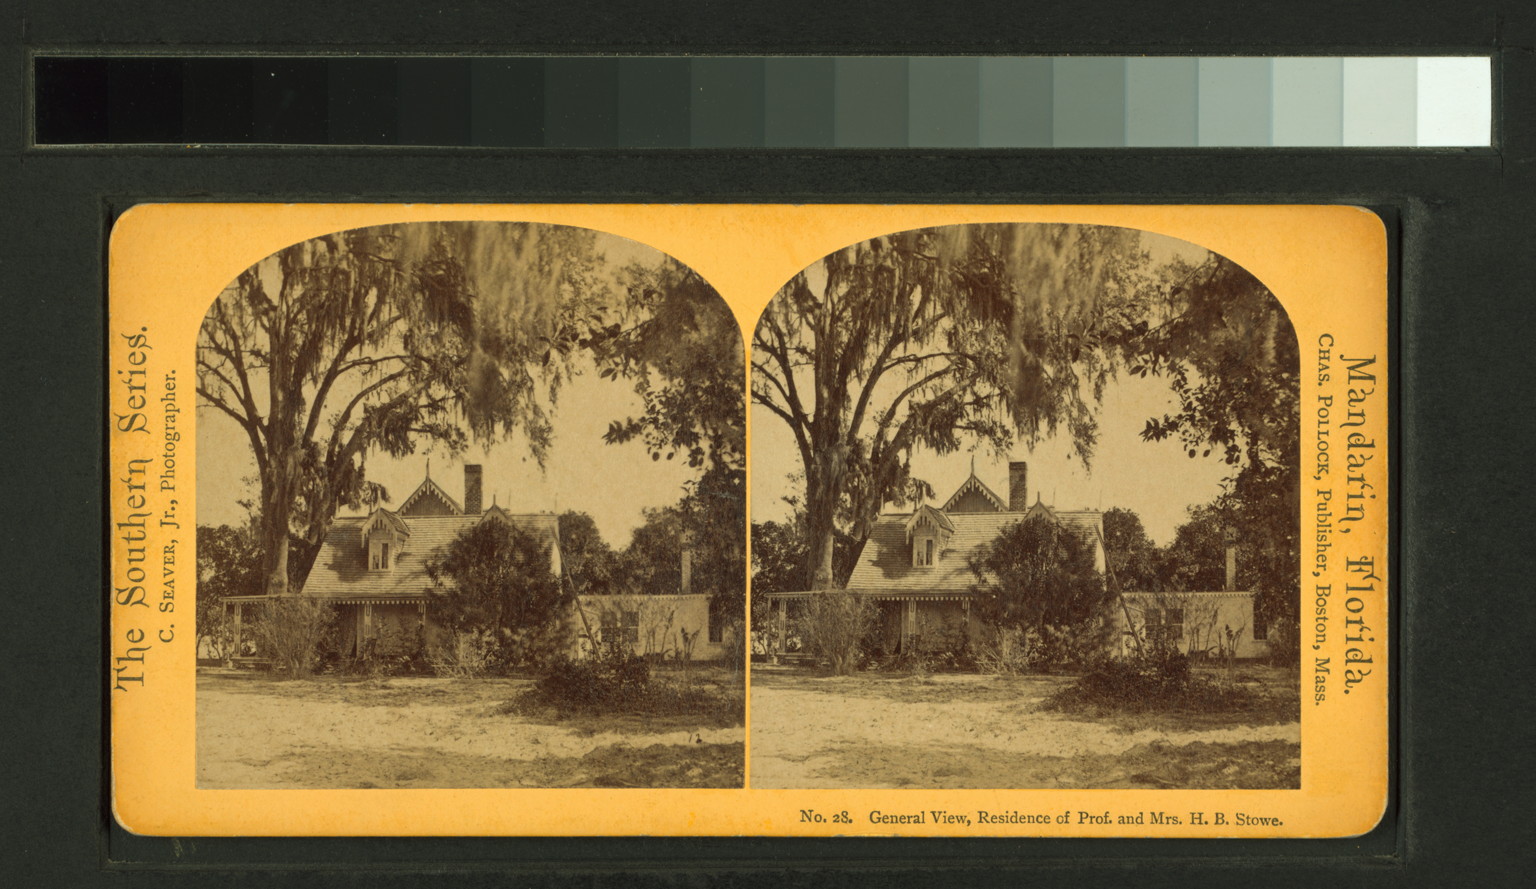 The Southern Series.
C. SEAVER, Jr., Photographer.
Mandarin, Florida.
CHAS. POLLOCK, Publisher, Boston, Mass.
No. 28. General View, Residence of Prof. and Mrs. H. B. Stowe.